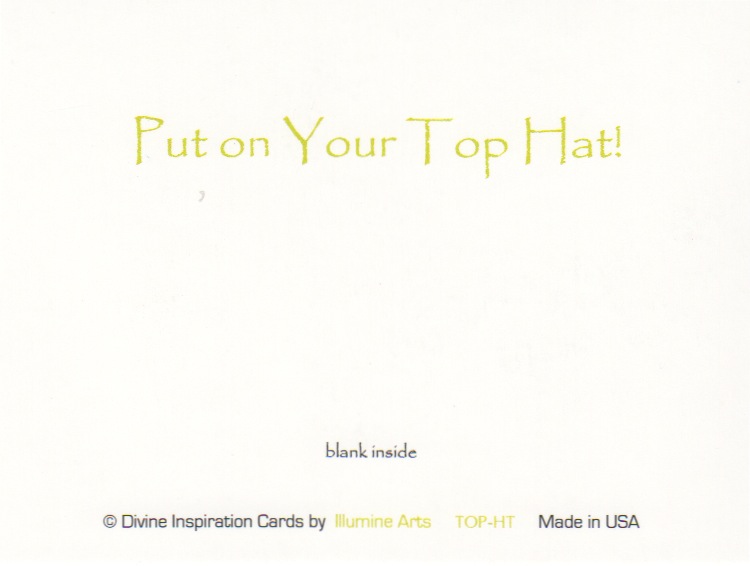 Put on Your Top Hat!
blank inside
© Divine Inspiration Cards by Illumine Arts TOP-HT Made in USA